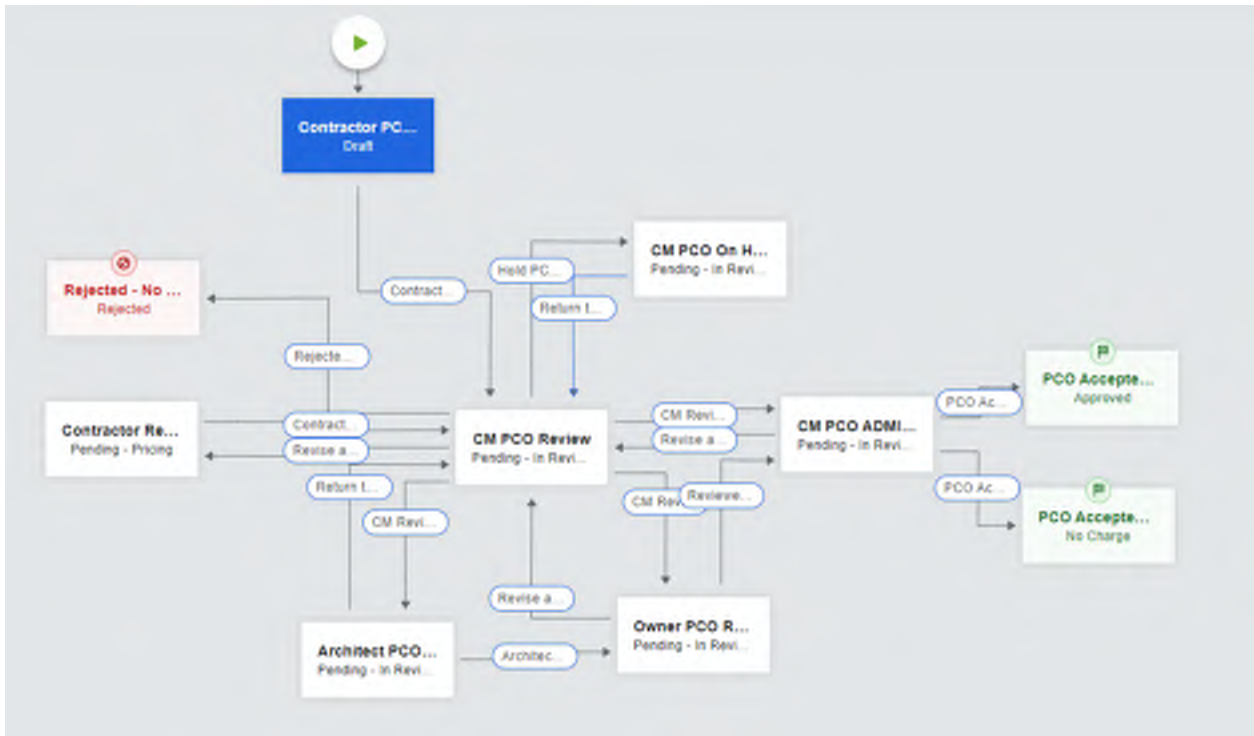 Contractor PC...
Draft
CM PCO On H...
Pending - In Revi...
Hold PC...
Return t...
Contract...
Rejected - No ...
Rejected
Rejecte...
PCO Accepte...
Approved
PCO Ac...
Contractor Re...
Pending - Pricing
Contract...
Revise a...
Return t...
CM Revi...
CM PCO Review
Pending - In Revi...
CM Revi...
Revise a...
CM PCO ADMI...
Pending - In Revi...
CM Rev
Reviewe...
PCO Ac...
PCO Accepte...
No Charge
Revise a...
Architect PCO...
Pending - In Revi...
Architec...
Owner PCO R...
Pending - In Revi...